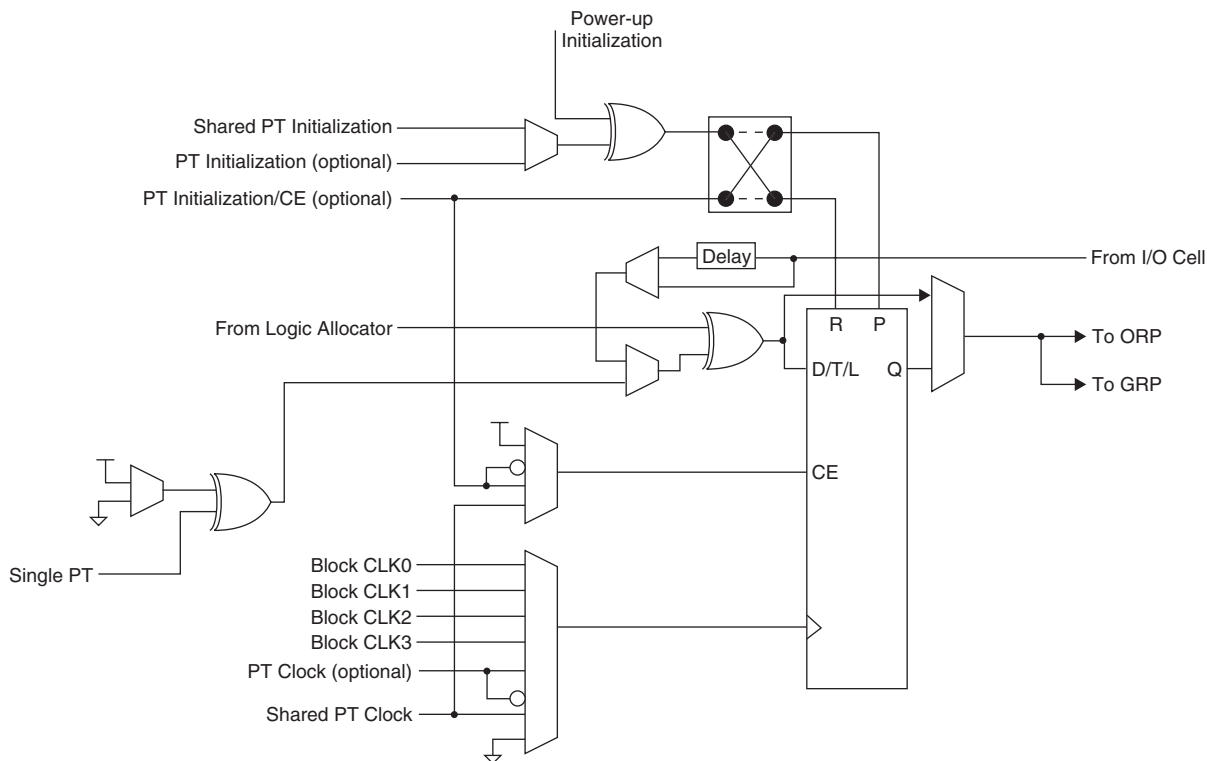 Power-up
Initialization
Shared PT Initialization
PT Initialization (optional)
PT Initialization/CE (optional)
Delay
From I/O Cell
From Logic Allocator
R
P
To ORP
D/T/L
Q
To GRP
CE
Single PT
Block CLK0
Block CLK1
Block CLK2
Block CLK3
PT Clock (optional)
Shared PT Clock